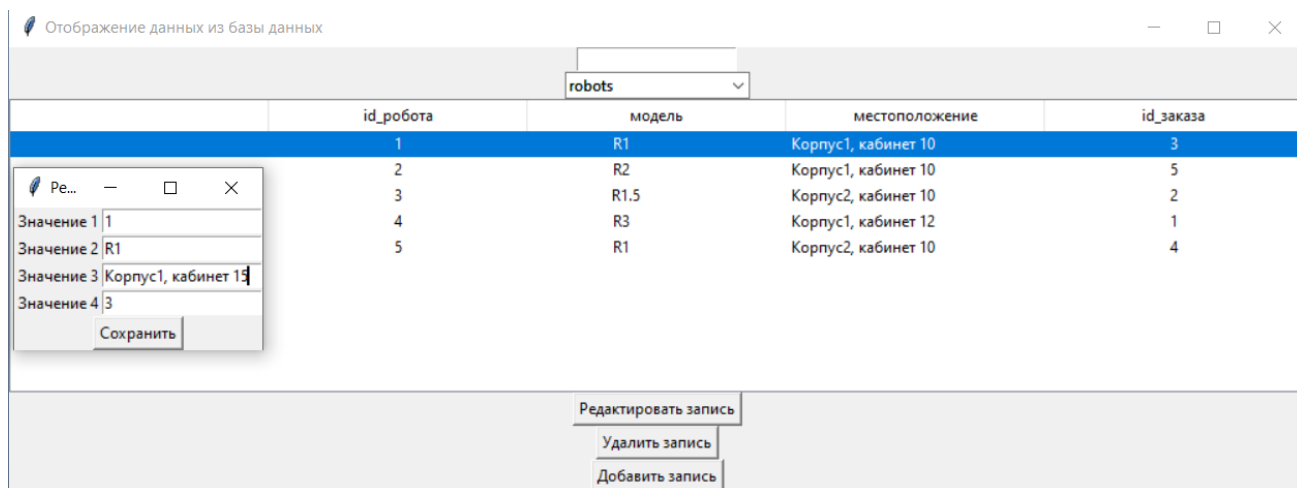 Отображение данных из базы данных
robots
id_робота модель местоположение id_заказа
1 R1 Корпус1, кабинет 10 3
2 R2 Корпус1, кабинет 10 5
3 R1.5 Корпус2, кабинет 10 2
4 R3 Корпус1, кабинет 12 1
5 R1 Корпус2, кабинет 10 4
Ре...
Значение 1 1
Значение 2 R1
Значение 3 Корпус1, кабинет 15
Значение 4 3
Сохранить
Редактировать запись
Удалить запись
Добавить запись